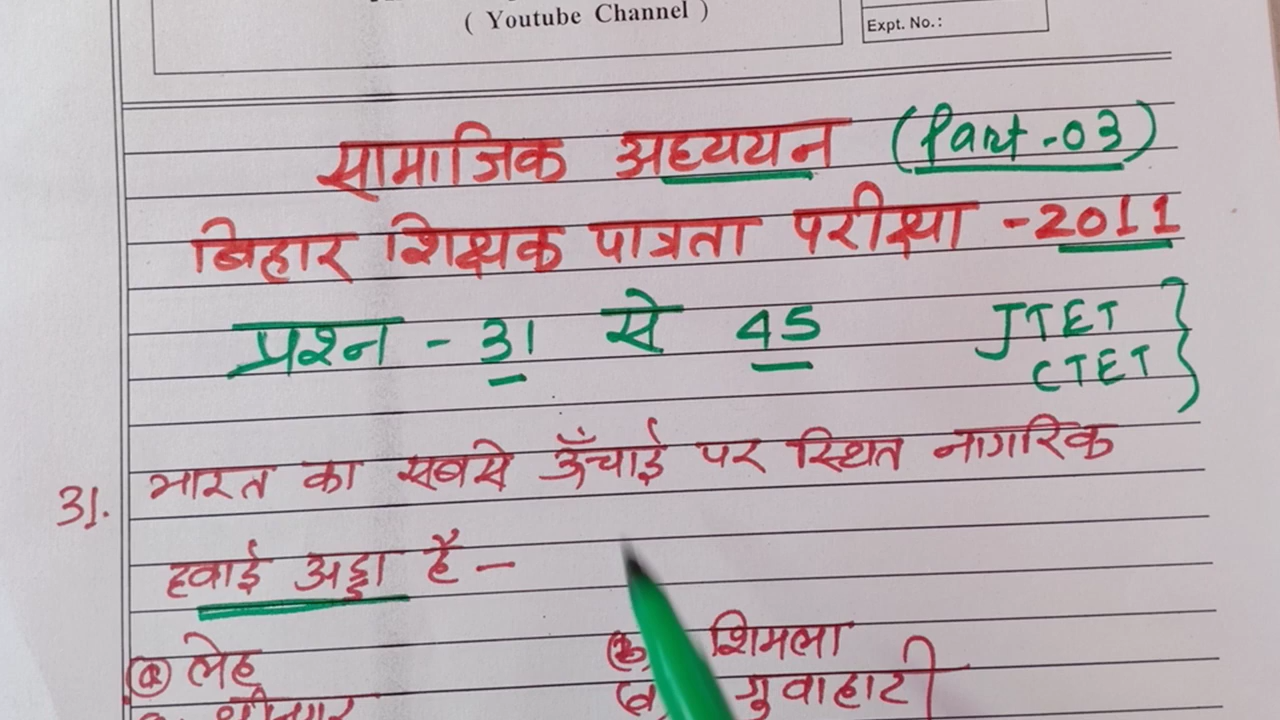 ( Youtube Channel )
Expt. No.:
सामाजिक अध्ययन (Part-03)
बिहार शिक्षक पात्रता परीक्षा -2011
प्रश्न - 31 से 45 JTET
CTET
31. भारत का सबसे ऊँचाई पर स्थित नागरिक
हवाई अड्डा है -
(a) लेह (b) शिमला
श्रीनगर (d) गुवाहाटी